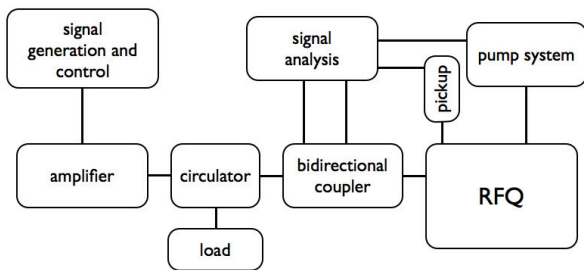 signal
generation and
control
signal
analysis
pickup
pump system
amplifier
circulator
bidirectional
coupler
RFQ
load